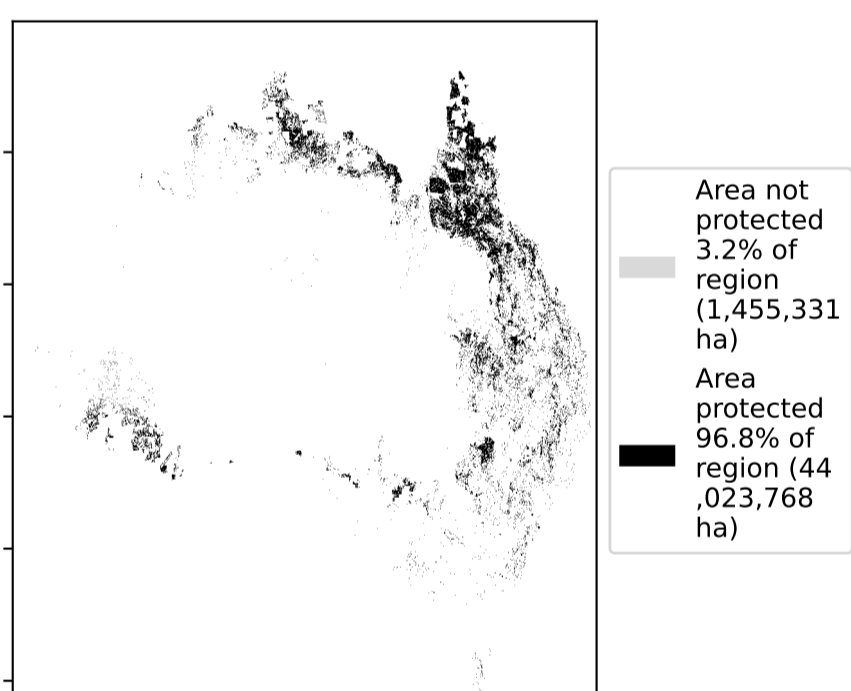 Area not
protected
3.2% of
region
(1,455,331
ha)
Area
protected
96.8% of
region (44
,023,768
ha)